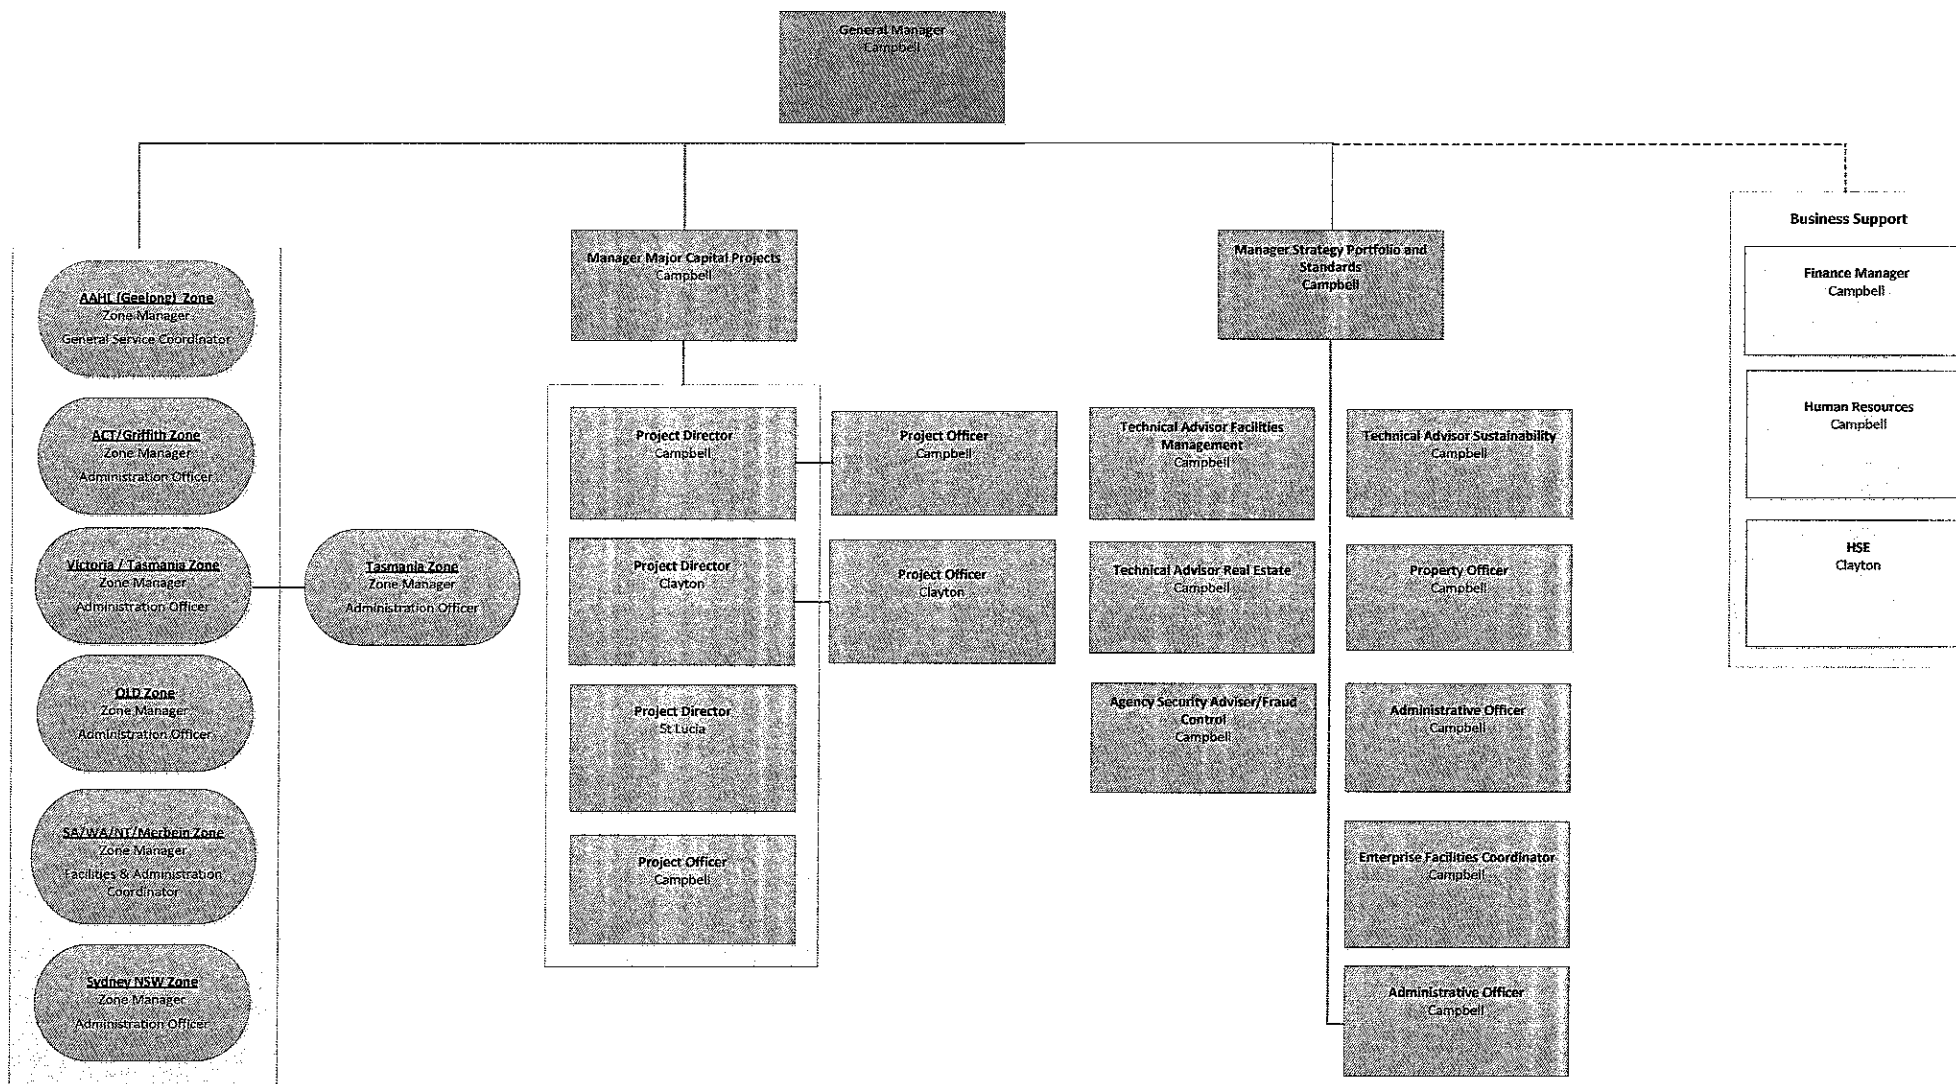 General Manager
Campbell
AAHL (Geelong) Zone
Zone Manager
General Service Coordinator
ACT/Griffith Zone
Zone Manager
Administration Officer
Victoria / Tasmania Zone
Zone Manager
Administration Officer
Tasmania Zone
Zone Manager
Administration Officer
QLD Zone
Zone Manager
Administration Officer
SA/WA/NT/Merbein Zone
Zone Manager
Facilities & Administration
Coordinator
Sydney NSW Zone
Zone Manager
Administration Officer
Manager Major Capital Projects
Campbell
Project Director
Campbell
Project Officer
Campbell
Project Director
Clayton
Project Officer
Clayton
Project Director
St Lucia
Project Officer
Campbell
Manager Strategy Portfolio and
Standards
Campbell
Technical Advisor Facilities
Management
Campbell
Technical Advisor Sustainability
Campbell
Technical Advisor Real Estate
Campbell
Property Officer
Campbell
Agency Security Adviser/Fraud
Control
Campbell
Administrative Officer
Campbell
Enterprise Facilities Coordinator
Campbell
Administrative Officer
Campbell
Business Support
Finance Manager
Campbell
Human Resources
Campbell
HSE
Clayton